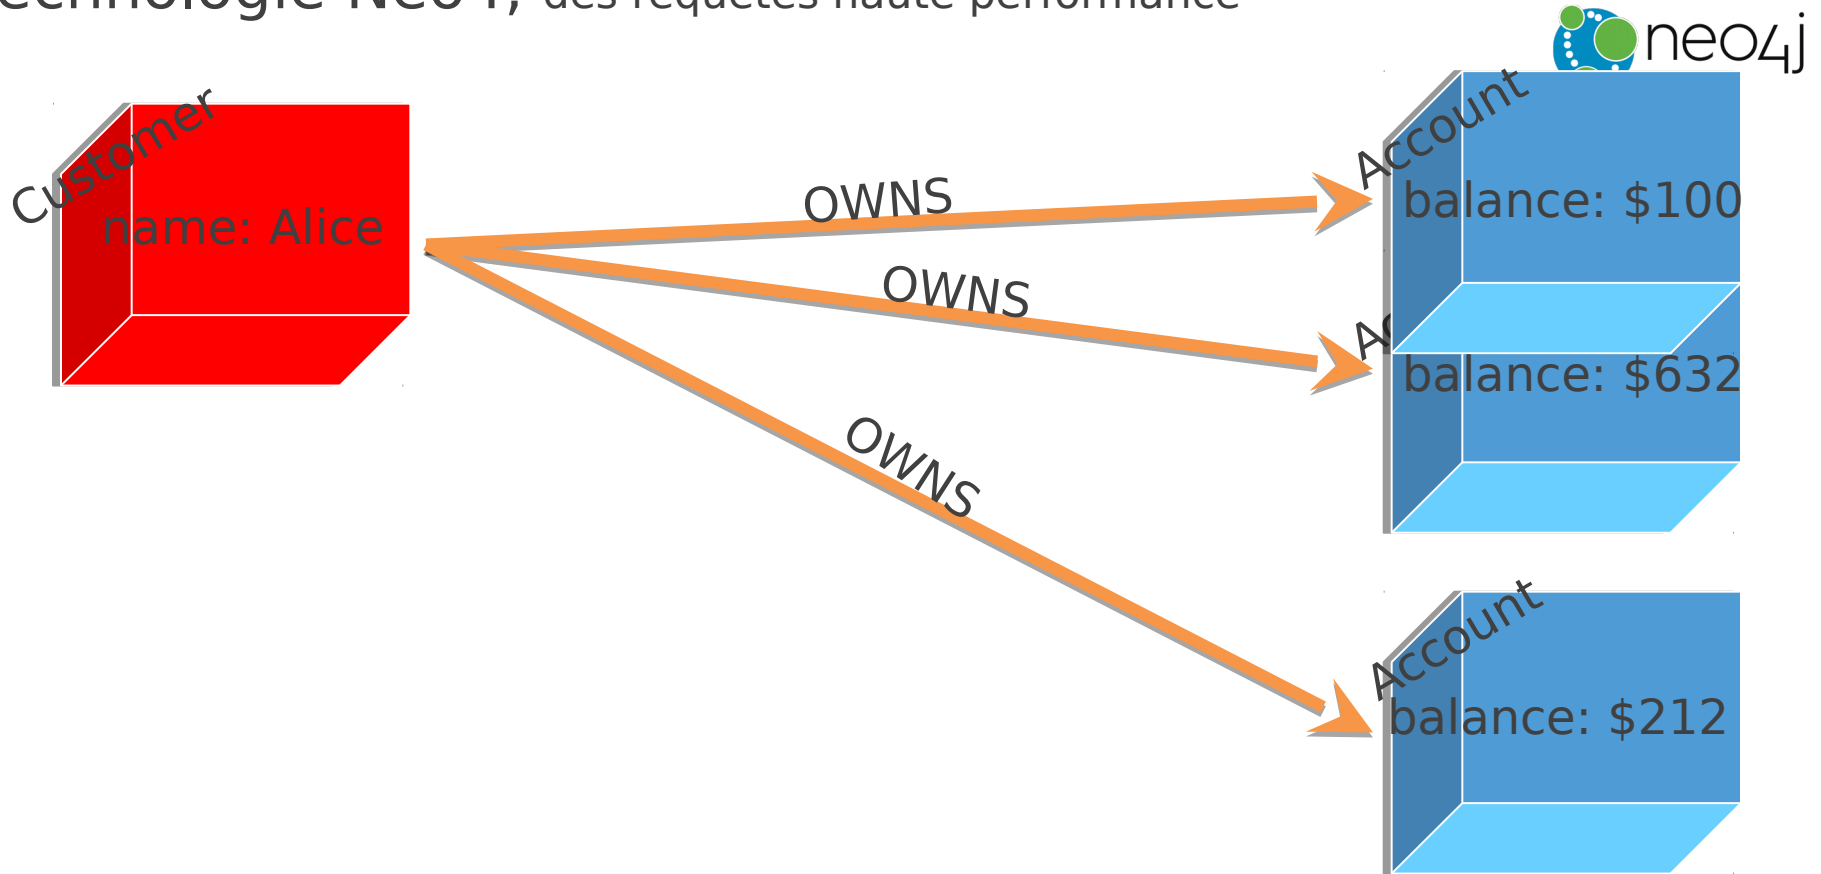 des requêtes haute performance
neo4j
Customer
name: Alice
OWNS
OWNS
OWNS
Account
balance: $100
balance: $632
Account
balance: $212